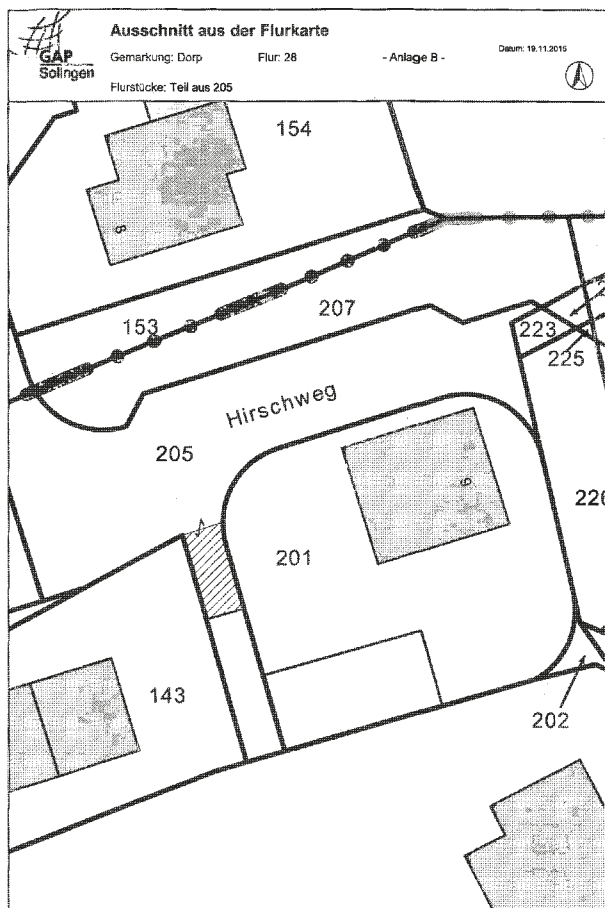 GAP
Solingen
Ausschnitt aus der Flurkarte
Gemarkung: Dorp Flur: 28 - Anlage B - Datum: 19.11.2015
Flurstücke: Teil aus 205
154
8
153
207
223
225
Hirschweg
205
9
226
201
143
202